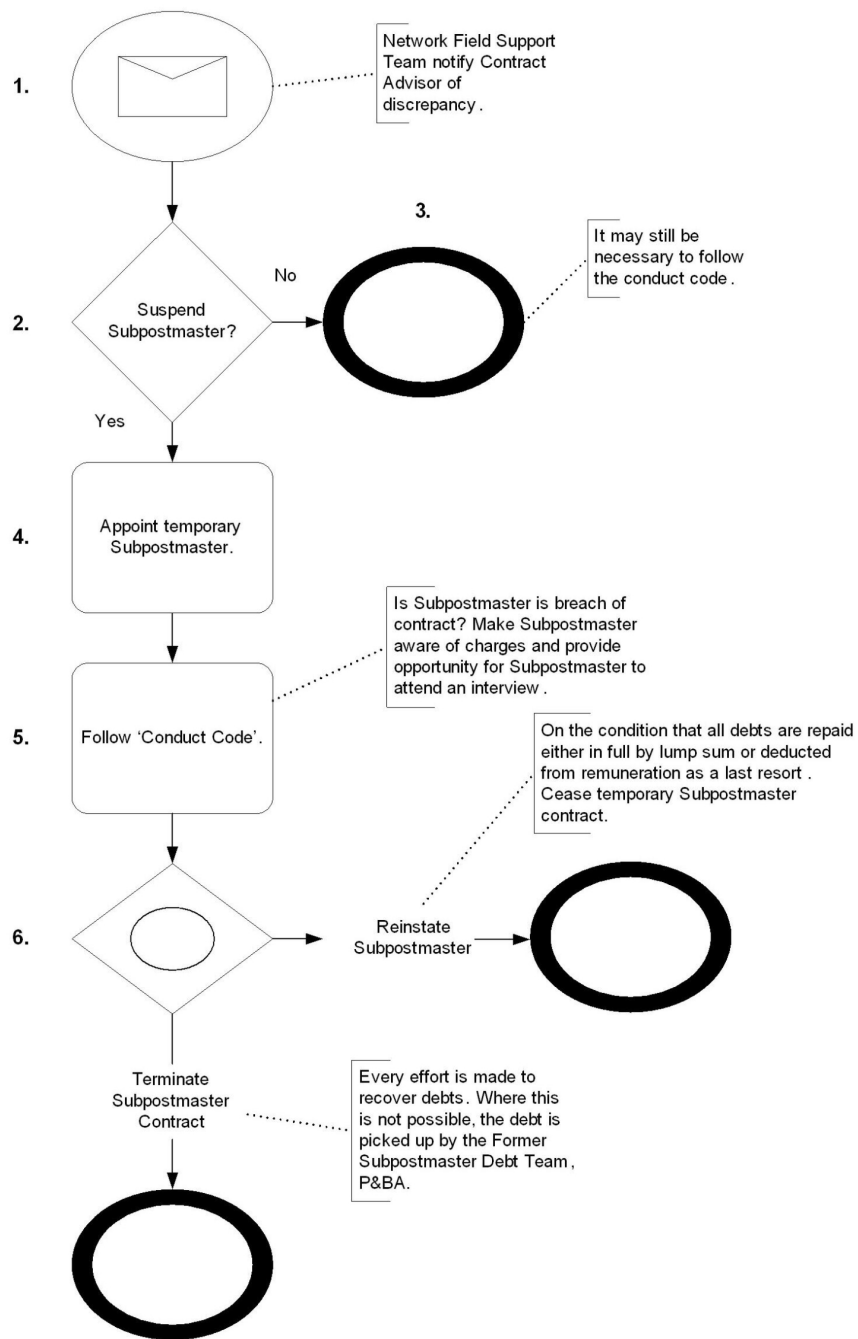 1.
Network Field Support
Team notify Contract
Advisor of
discrepancy .
3.
It may still be
necessary to follow
the conduct code .
No
2.
Suspend
Subpostmaster?
Yes
4.
Appoint temporary
Subpostmaster.
Is Subpostmaster is breach of
contract? Make Subpostmaster
aware of charges and provide
opportunity for Subpostmaster to
attend an interview .
5.
Follow ‘Conduct Code’.
On the condition that all debts are repaid
either in full by lump sum or deducted
from remuneration as a last resort .
Cease temporary Subpostmaster
contract.
6.
Reinstate
Subpostmaster
Terminate
Subpostmaster
Contract
Every effort is made to
recover debts. Where this
is not possible, the debt is
picked up by the Former
Subpostmaster Debt Team ,
P&BA.